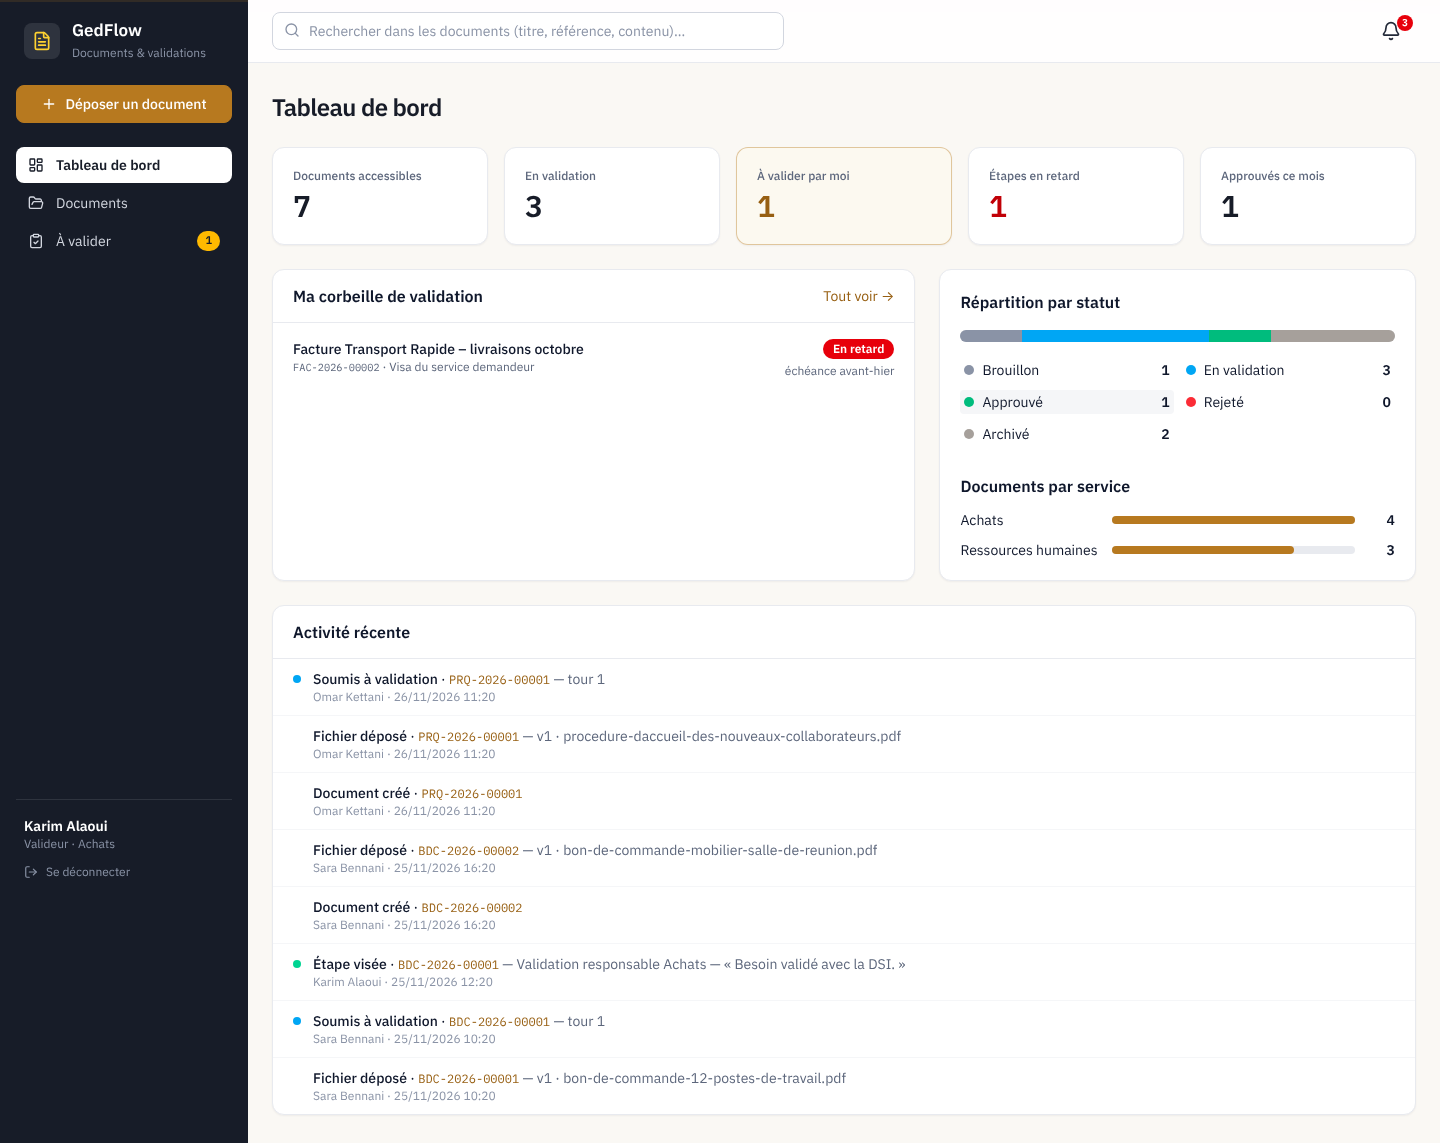 GedFlow
Documents & validations
Déposer un document
Tableau de bord
Documents
À valider
1
Karim Alaoui
Valideur · Achats
Se déconnecter
Rechercher dans les documents (titre, référence, contenu)...
3
Tableau de bord
Documents accessibles
7
En validation
3
À valider par moi
1
Étapes en retard
1
Approuvés ce mois
1
Ma corbeille de validation
Tout voir →
Facture Transport Rapide – livraisons octobre
En retard
FAC-2026-00002 · Visa du service demandeur
échéance avant-hier
Répartition par statut
Brouillon 1
En validation 3
Approuvé 1
Rejeté 0
Archivé 2
Documents par service
Achats 4
Ressources humaines 3
Activité récente
Soumis à validation · PRQ-2026-00001 — tour 1
Omar Kettani · 26/11/2026 11:20
Fichier déposé · PRQ-2026-00001 — v1 · procedure-daccueil-des-nouveaux-collaborateurs.pdf
Omar Kettani · 26/11/2026 11:20
Document créé · PRQ-2026-00001
Omar Kettani · 26/11/2026 11:20
Fichier déposé · BDC-2026-00002 — v1 · bon-de-commande-mobilier-salle-de-reunion.pdf
Sara Bennani · 25/11/2026 16:20
Document créé · BDC-2026-00002
Sara Bennani · 25/11/2026 16:20
Étape visée · BDC-2026-00001 — Validation responsable Achats — « Besoin validé avec la DSI. »
Karim Alaoui · 25/11/2026 12:20
Soumis à validation · BDC-2026-00001 — tour 1
Sara Bennani · 25/11/2026 10:20
Fichier déposé · BDC-2026-00001 — v1 · bon-de-commande-12-postes-de-travail.pdf
Sara Bennani · 25/11/2026 10:20